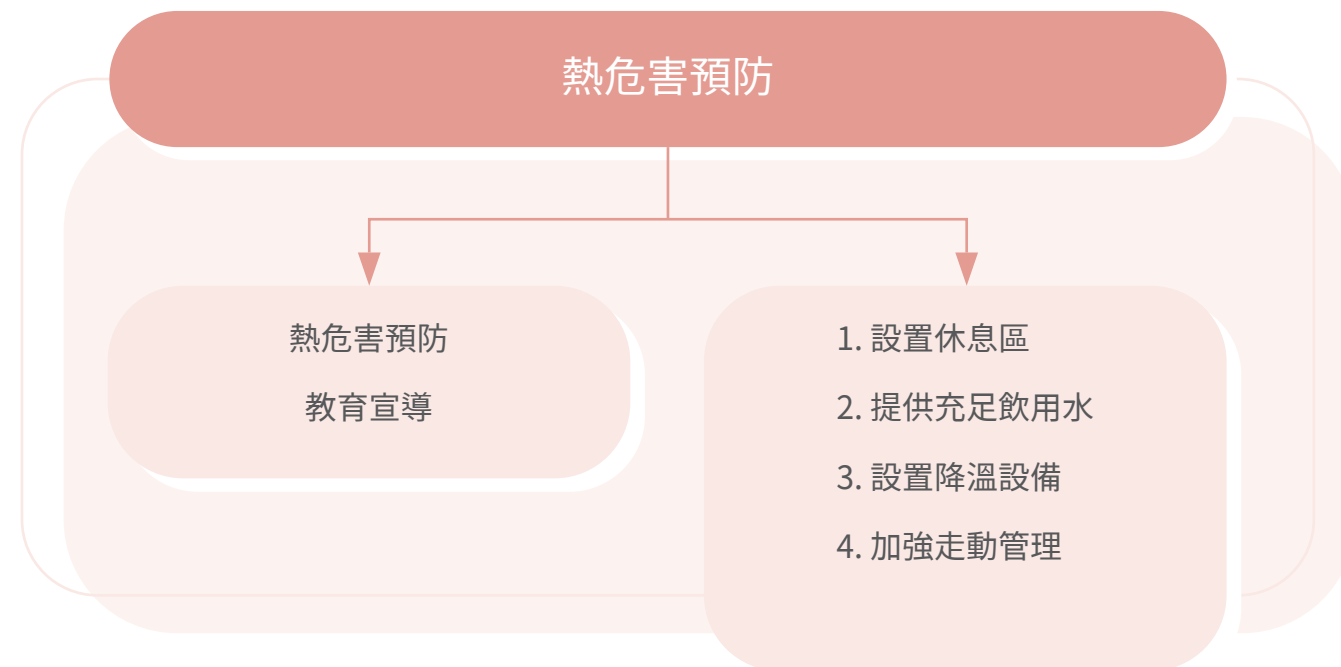 熱危害預防
熱危害預防
教育宣導
1. 設置休息區
2. 提供充足飲用水
3. 設置降溫設備
4. 加強走動管理